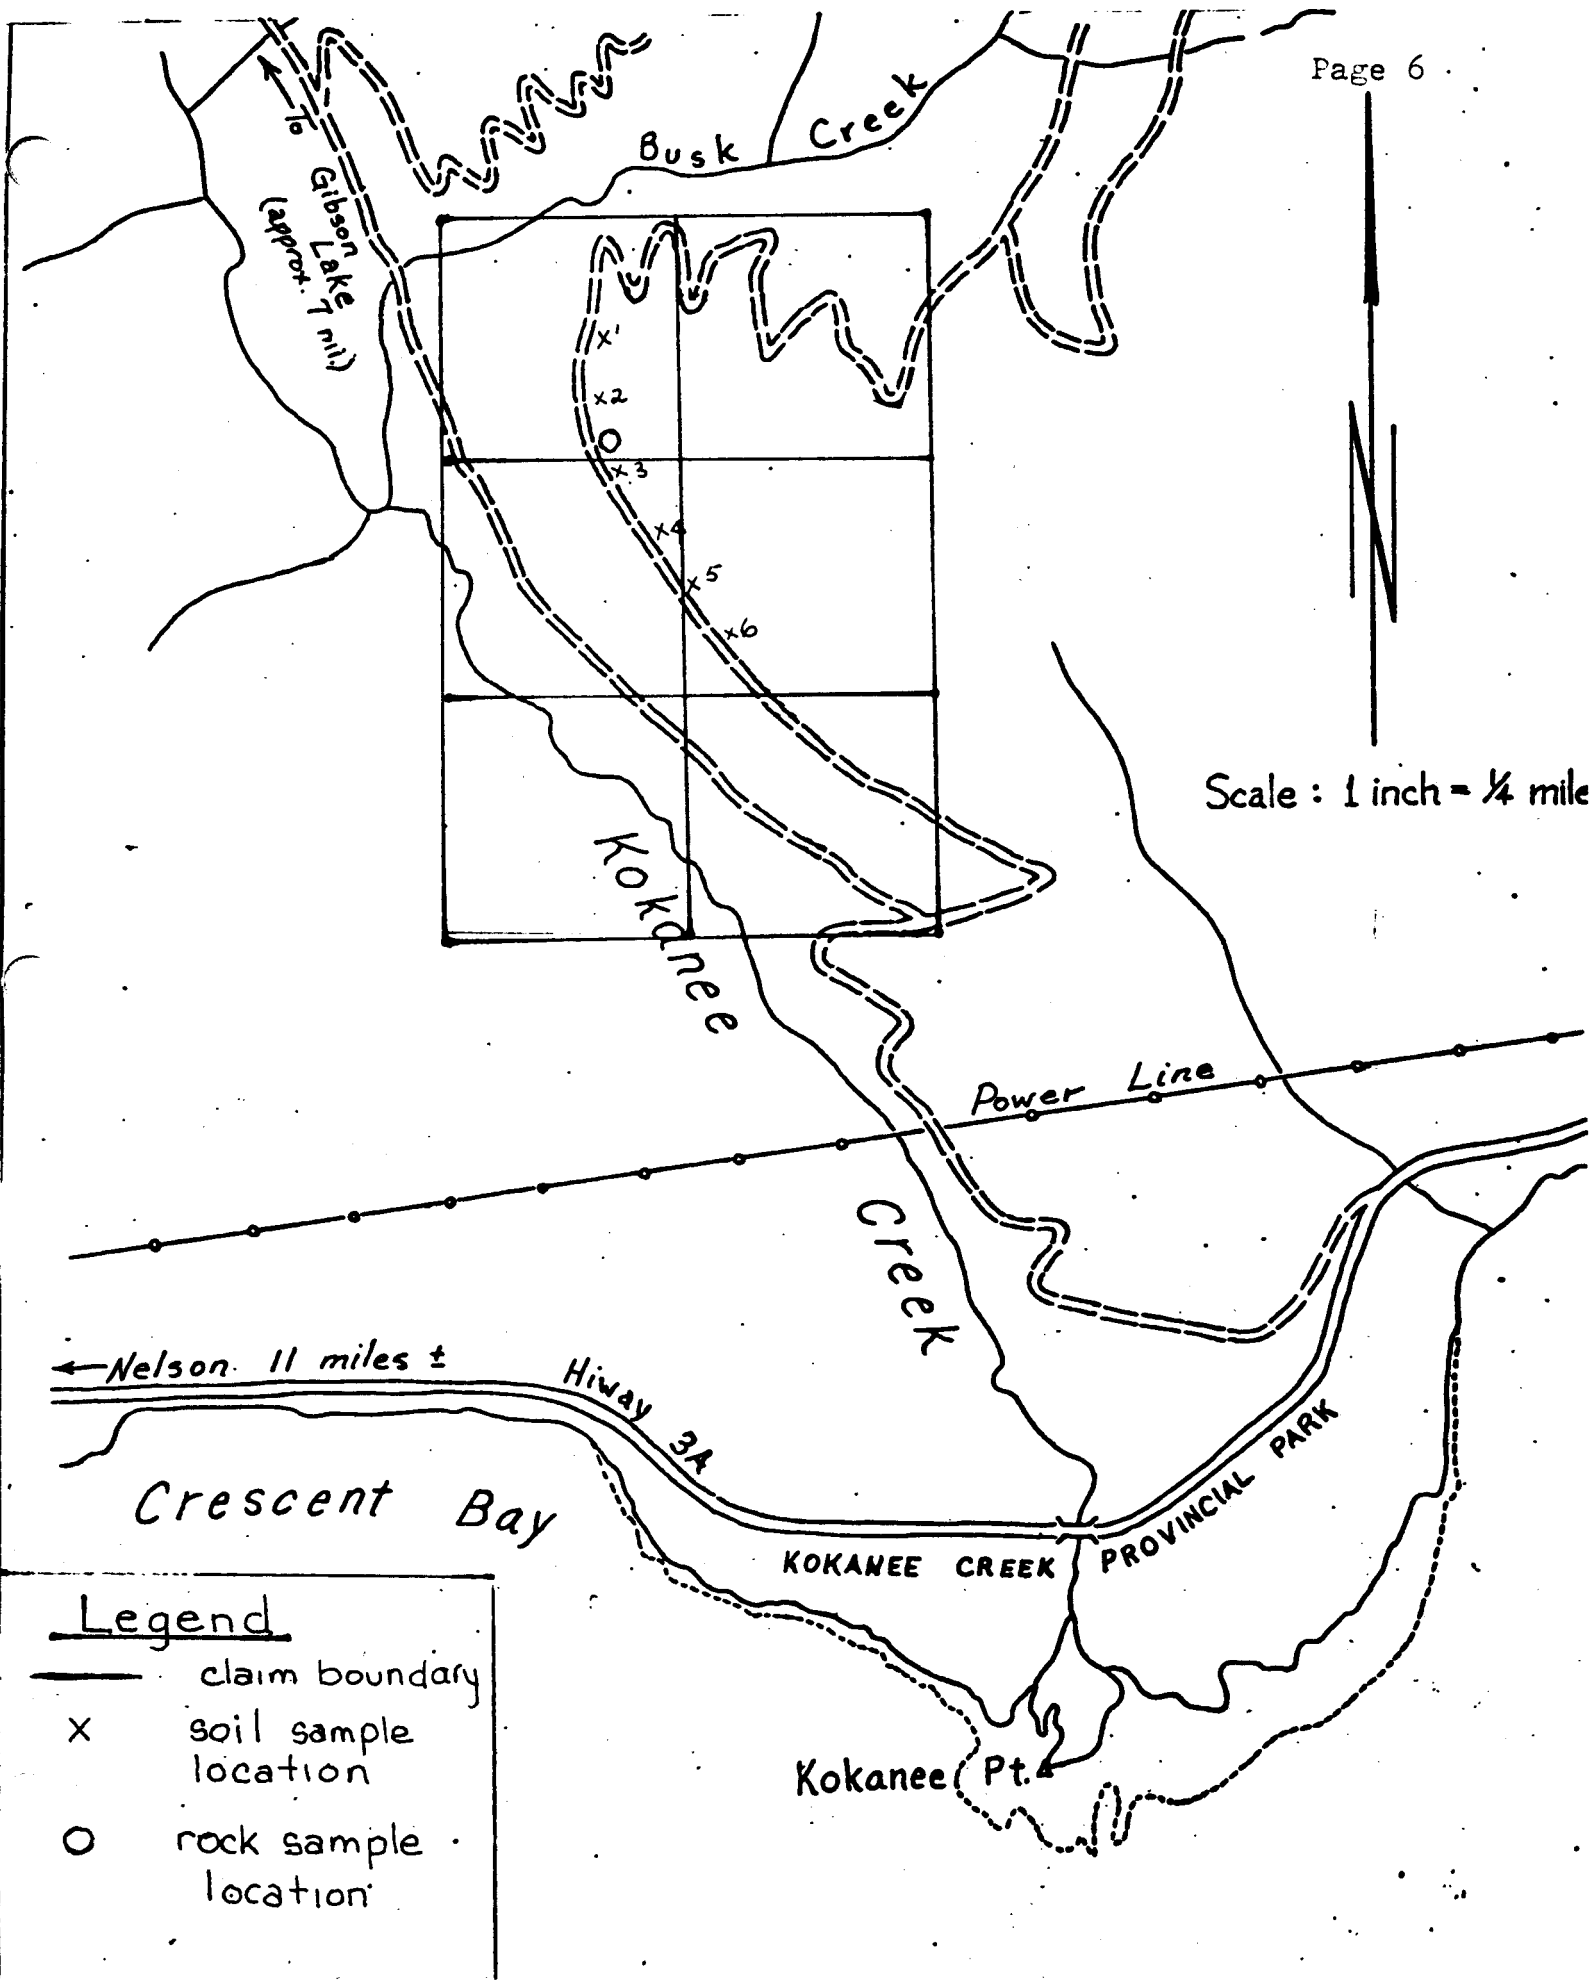 Page 6
Busk Creek
To Gibson
Lake
(approx. 7 mi.)
x1
x2
O
x3
x4
x5
x6
N
Scale : 1 inch = ¼ mile
Kokanee Creek
Power Line
←Nelson. 11 miles ±
Hiway 3A
Crescent Bay
KOKANEE CREEK PROVINCIAL PARK
Kokanee Pt.
Legend
claim boundary
X soil sample
location
O rock sample
location